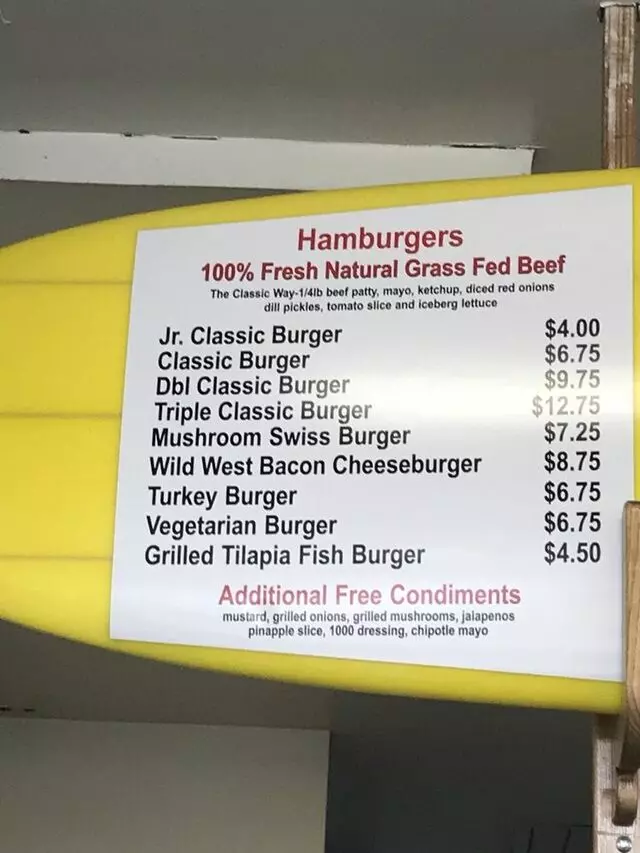 Hamburgers
100% Fresh Natural Grass Fed Beef
The Classic Way-1/4lb beef patty, mayo, ketchup, diced red onions
dill pickles, tomato slice and iceberg lettuce
Jr. Classic Burger $4.00
Classic Burger $6.75
Dbl Classic Burger $9.75
Triple Classic Burger $12.75
Mushroom Swiss Burger $7.25
Wild West Bacon Cheeseburger $8.75
Turkey Burger $6.75
Vegetarian Burger $6.75
Grilled Tilapia Fish Burger $4.50
Additional Free Condiments
mustard, grilled onions, grilled mushrooms, jalapenos
pinapple slice, 1000 dressing, chipotle mayo